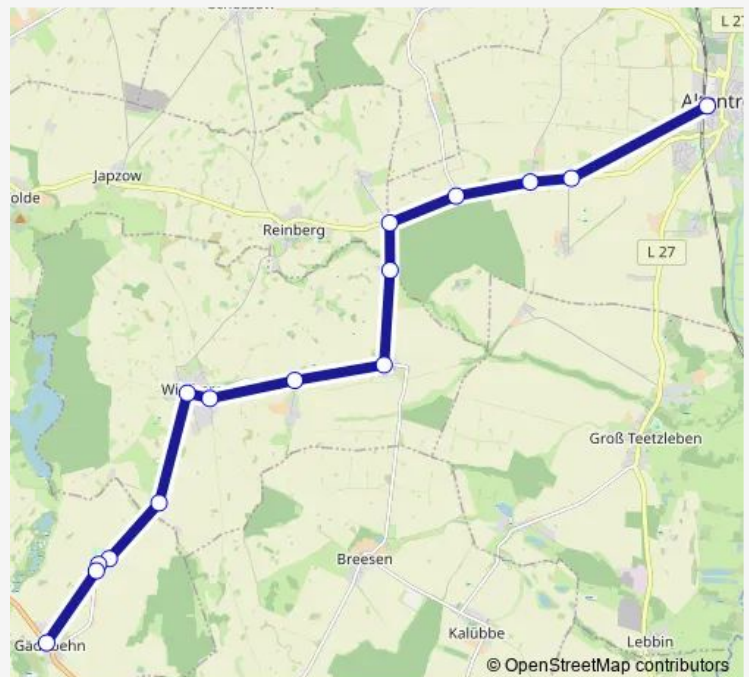 L 27
Japzow
Reinberg
L 27
Groß Teetzleben
Breesen
Kalübbe
Lebbin
© OpenStreetMap contributors